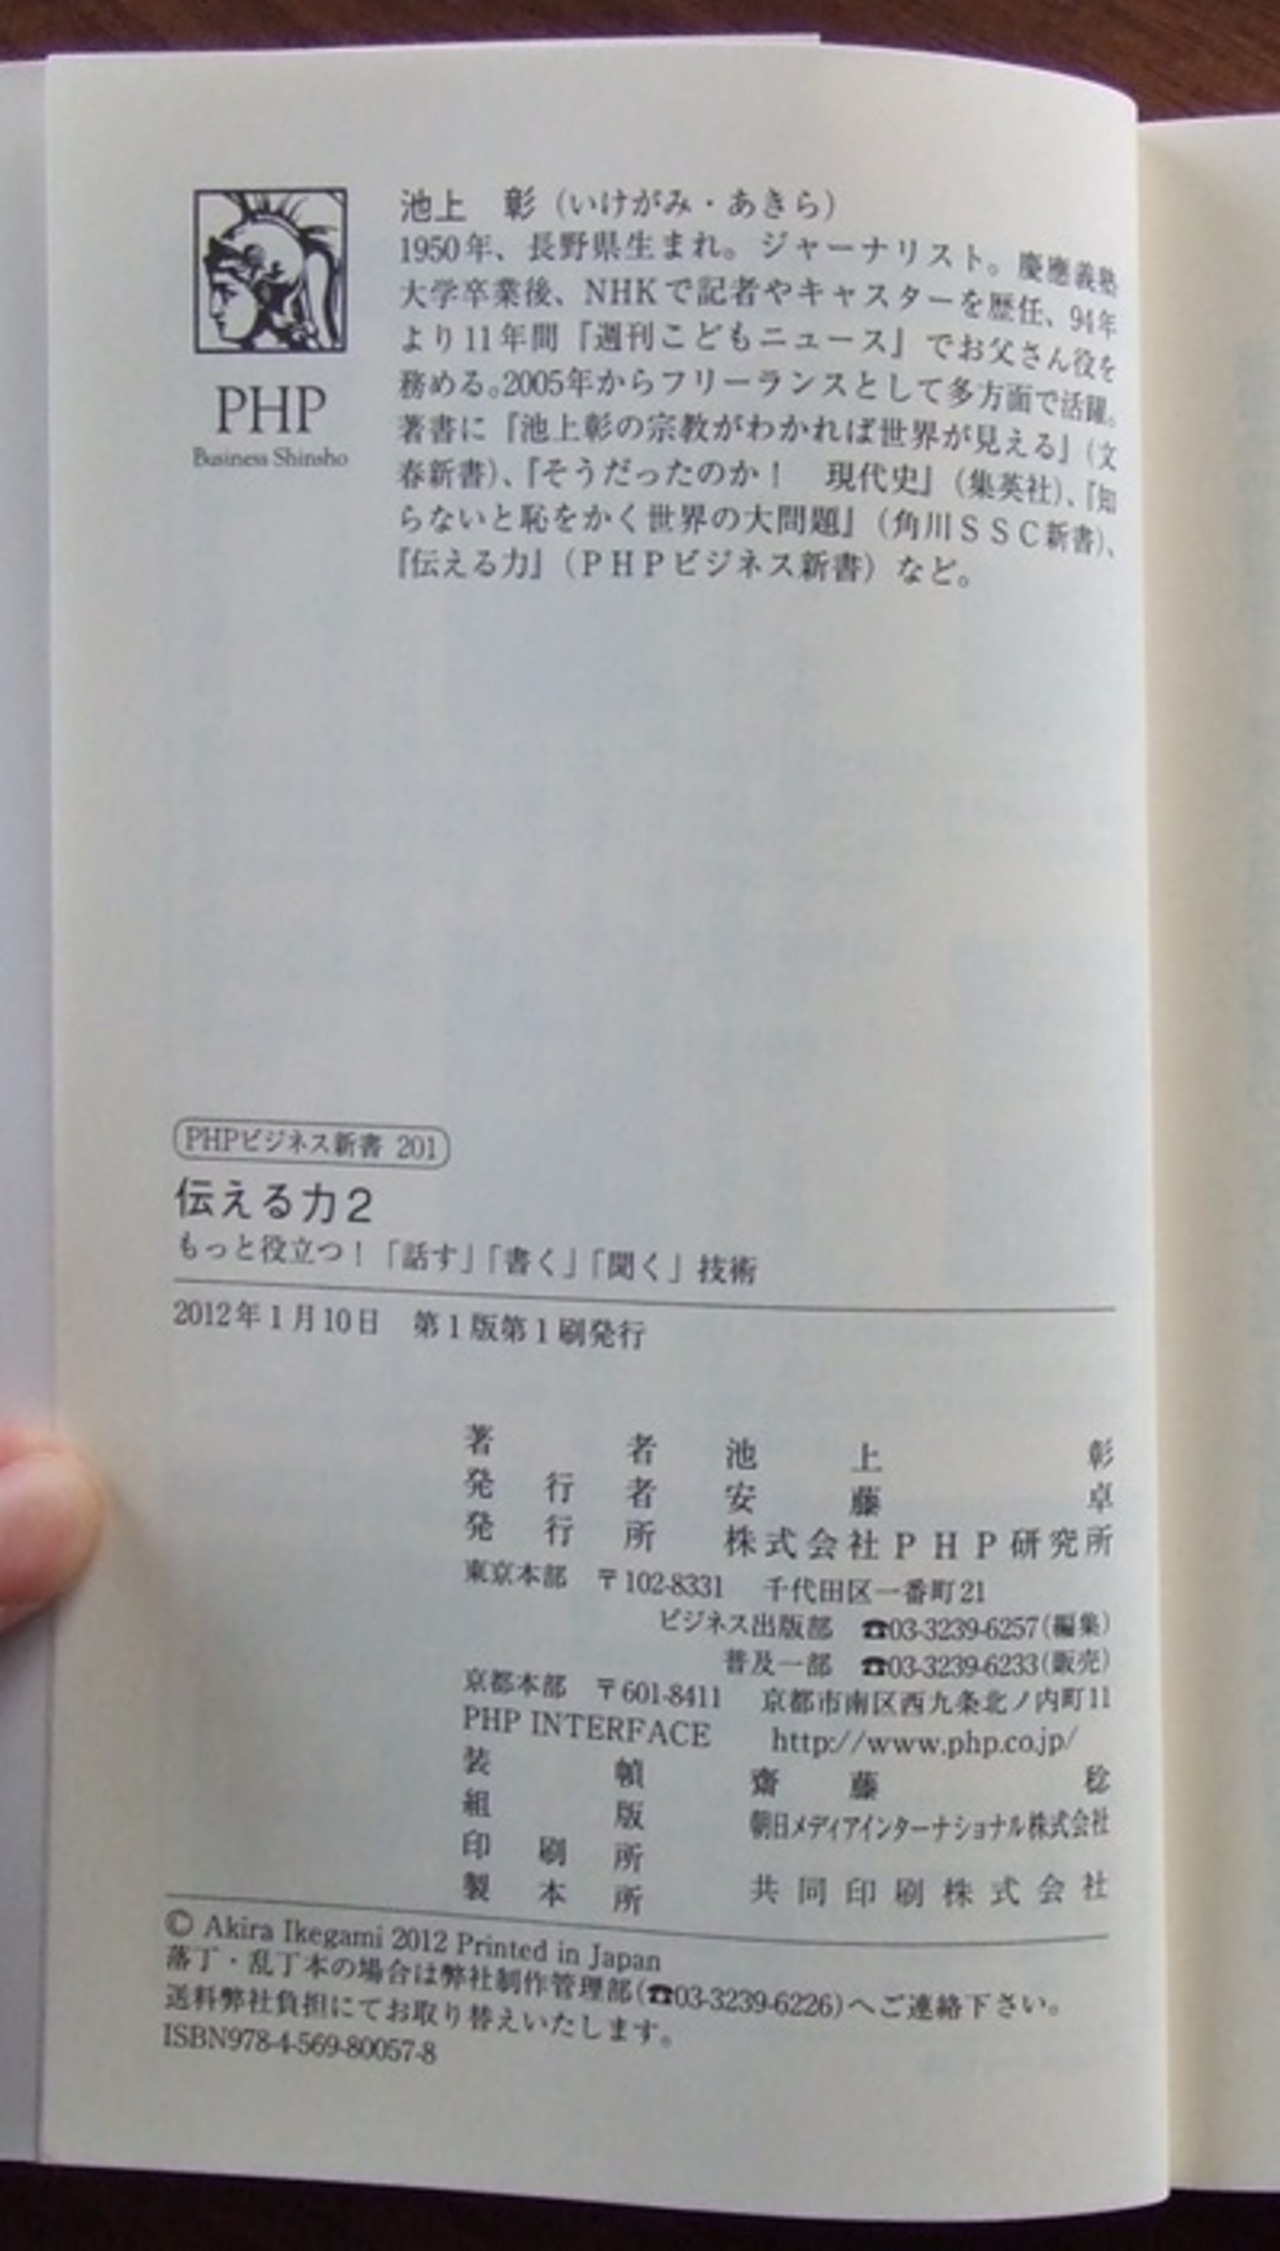 池上　彰（いけがみ・あきら）
1950年、長野県生まれ。ジャーナリスト。慶應義塾
大学卒業後、NHKで記者やキャスターを歴任、94年
より11年間『週刊こどもニュース』でお父さん役を
務める。2005年からフリーランスとして多方面で活躍。
著書に『池上彰の宗教がわかれば世界が見える』（文
春新書）、『そうだったのか！　現代史』（集英社）、『知
らないと恥をかく世界の大問題』（角川ＳＳＣ新書）、
『伝える力』（ＰＨＰビジネス新書）など。
PHP
Business Shinsho
PHPビジネス新書 201
伝える力2
もっと役立つ！「話す」「書く」「聞く」技術
2012年1月10日　第1版第1刷発行
著者　池上彰
発行者　安藤卓
発行所　株式会社ＰＨＰ研究所
東京本部　〒102-8331　千代田区一番町21
ビジネス出版部　☎03-3239-6257(編集)
普及一部　☎03-3239-6233(販売)
京都本部　〒601-8411　京都市南区西九条北ノ内町11
PHP INTERFACE　http://www.php.co.jp/
装幀　齋藤稔
組版　朝日メディアインターナショナル株式会社
印刷所
製本所　共同印刷株式会社
© Akira Ikegami 2012 Printed in Japan
落丁・乱丁本の場合は弊社制作管理部(☎03-3239-6226)へご連絡下さい。
送料弊社負担にてお取り替えいたします。
ISBN978-4-569-80057-8